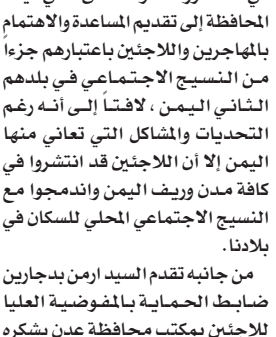 المحافظة إلى تقديم المساعدة والاهتمام
بالمهاجرين واللاجئين باعتبارهم جزءاً
من النسيج الاجتماعي في بلدهم
الثاني اليمن ، لافتاً إلى أنه رغم
التحديات والمشاكل التي تعاني منها
اليمن إلا أن اللاجئين قد انتشروا في
كافة مدن وريف اليمن واندمجوا مع
النسيج الاجتماعي المحلي للسكان في
بلادنا .
من جانبه تقدم السيد ارمن بدجارين
ضابط الحماية بالمفوضية العليا
للاجئين بمكتب محافظة عدن بشكره